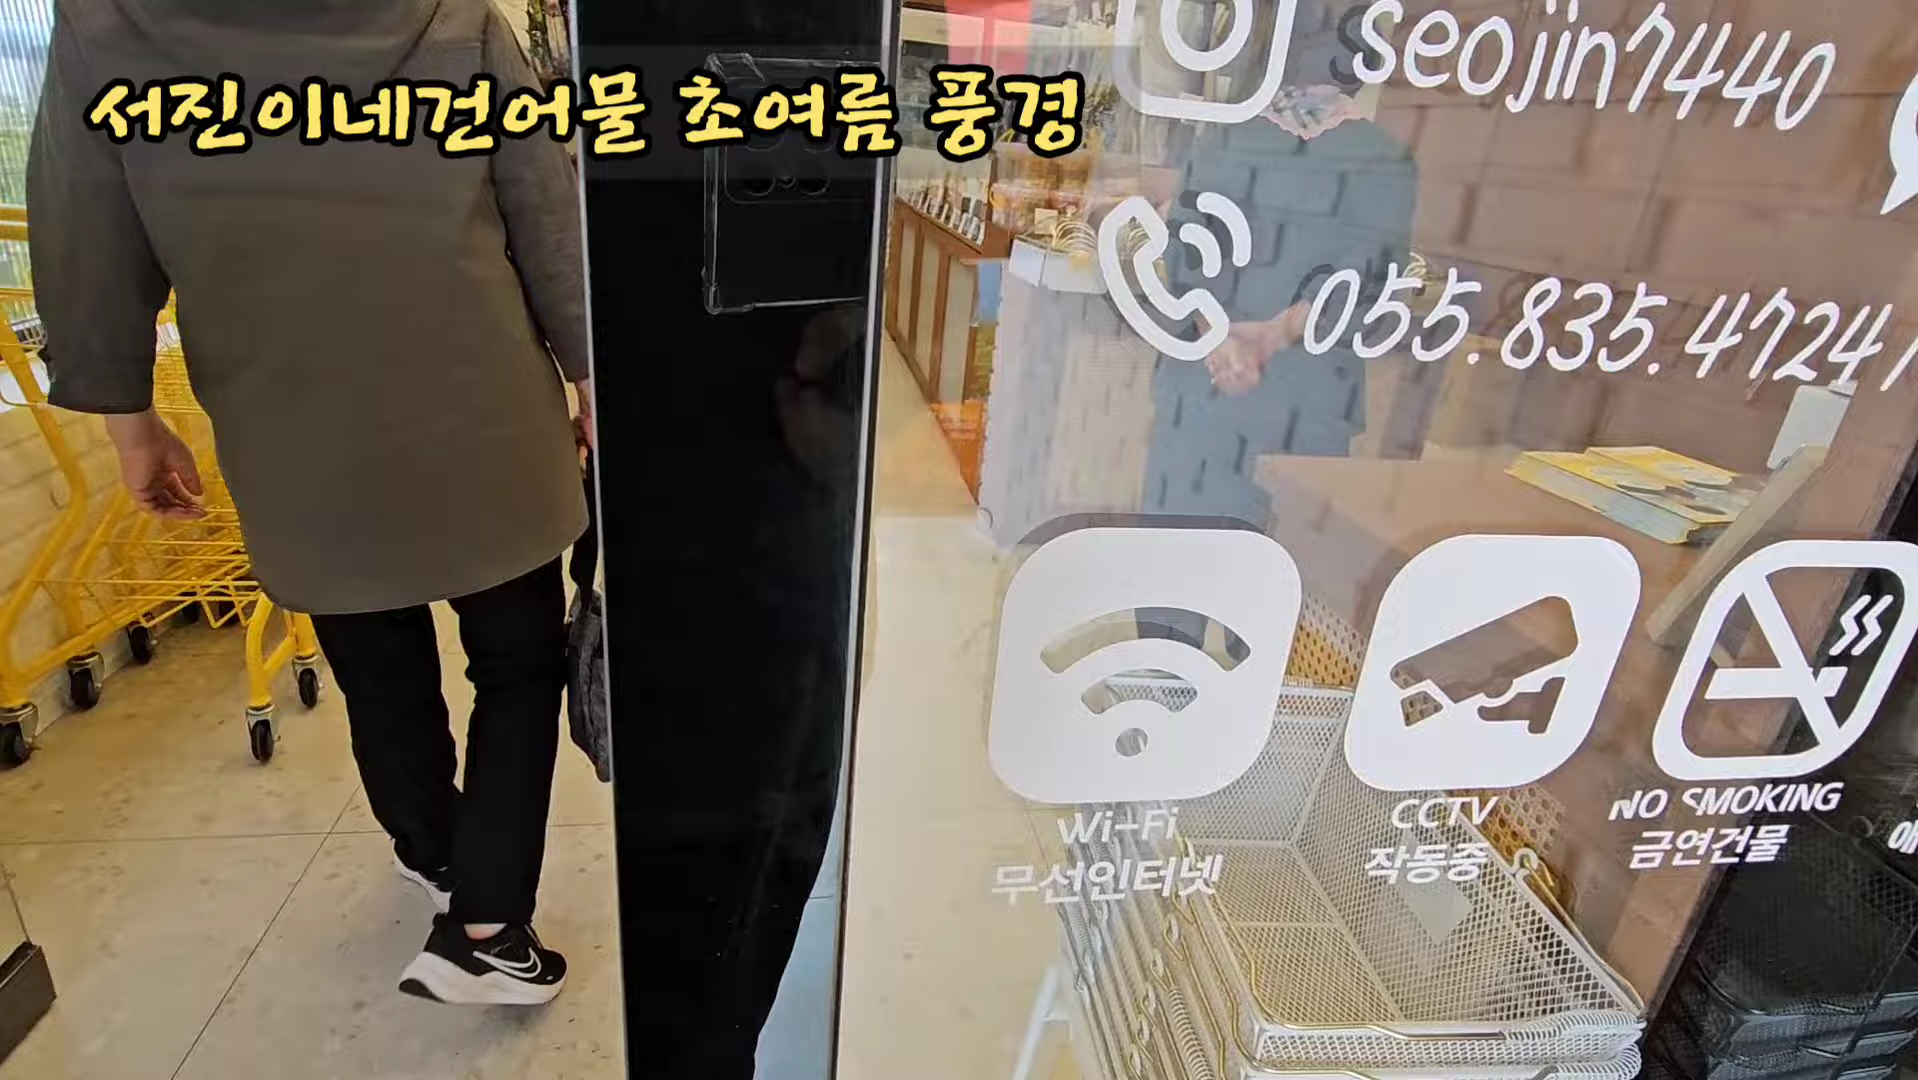 서진이네건어물 초여름 풍경
seojin7440
055.835.4724
Wi-Fi
무선인터넷
CCTV
작동중
NO SMOKING
금연건물